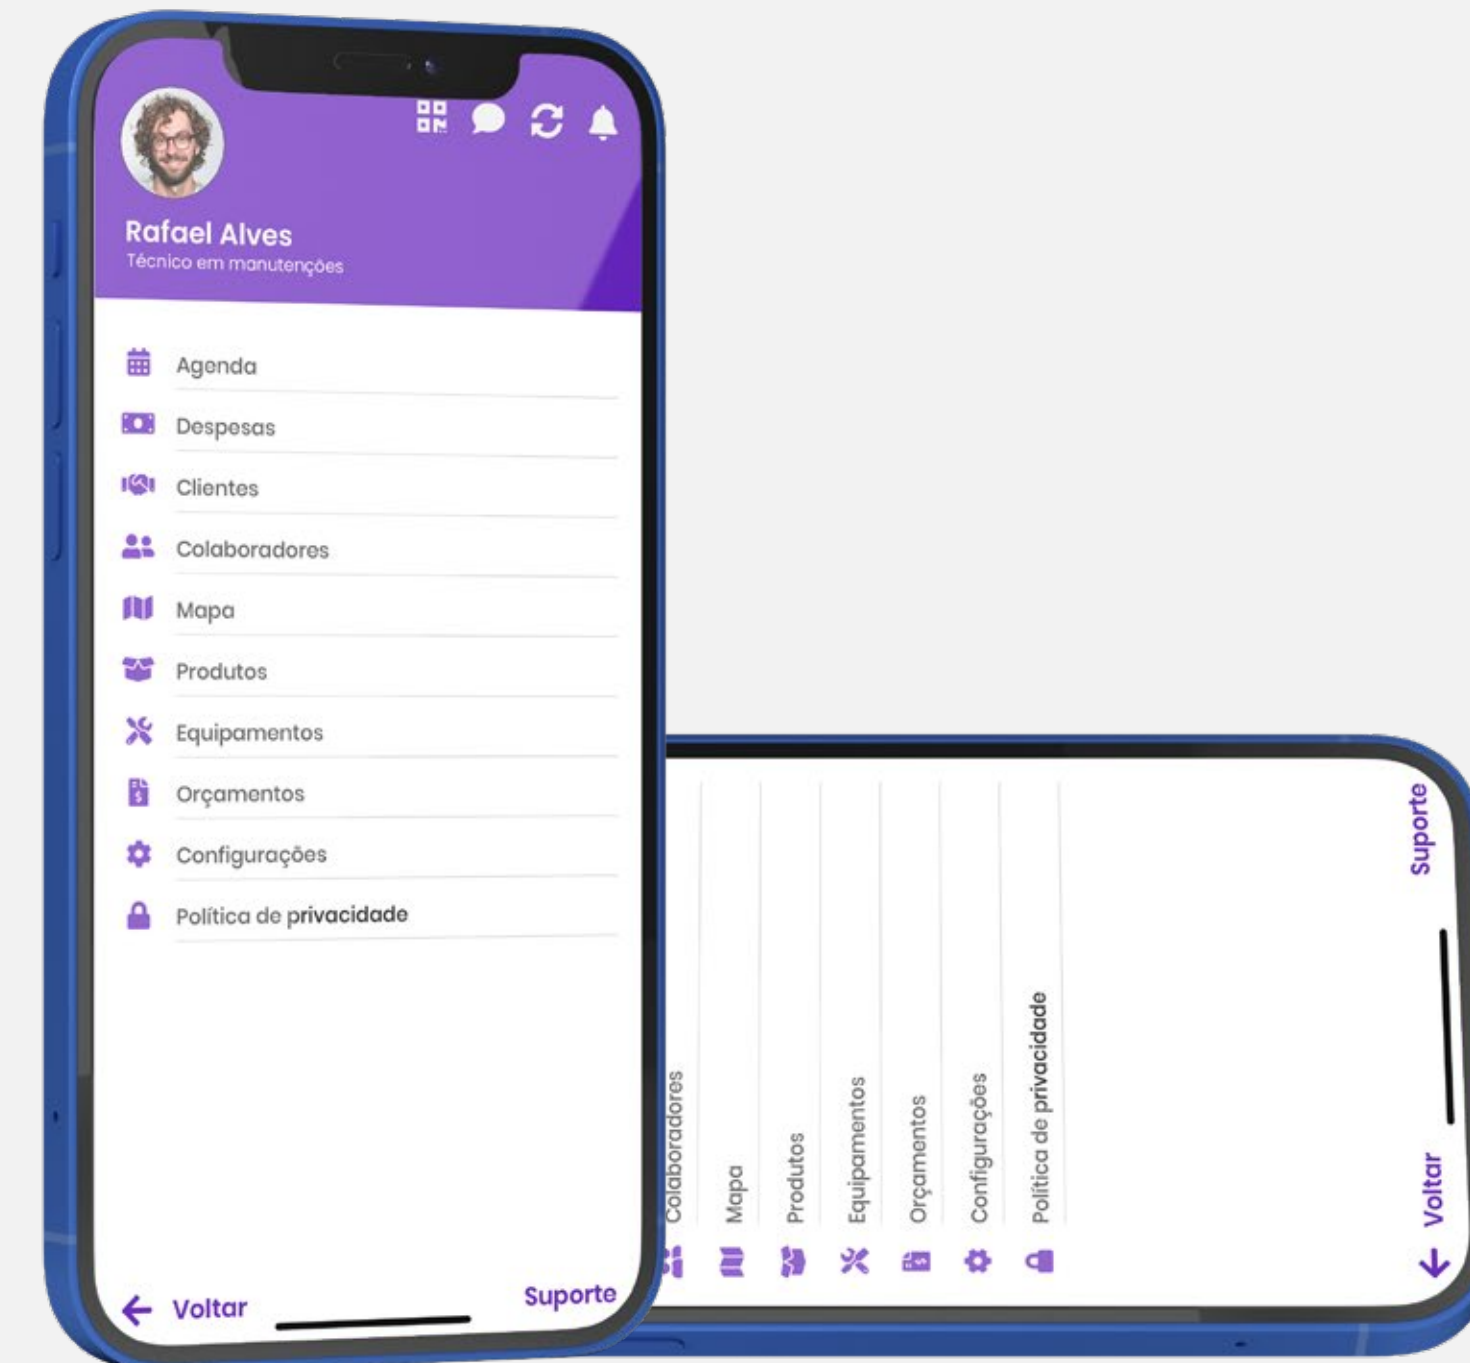 Rafael Alves
Técnico em manutenções
Agenda
Despesas
Clientes
Colaboradores
Mapa
Produtos
Equipamentos
Orçamentos
Configurações
Política de privacidade
Voltar
Suporte
Colaboradores
Mapa
Produtos
Equipamentos
Orçamentos
Configurações
Política de privacidade
Voltar
Suporte